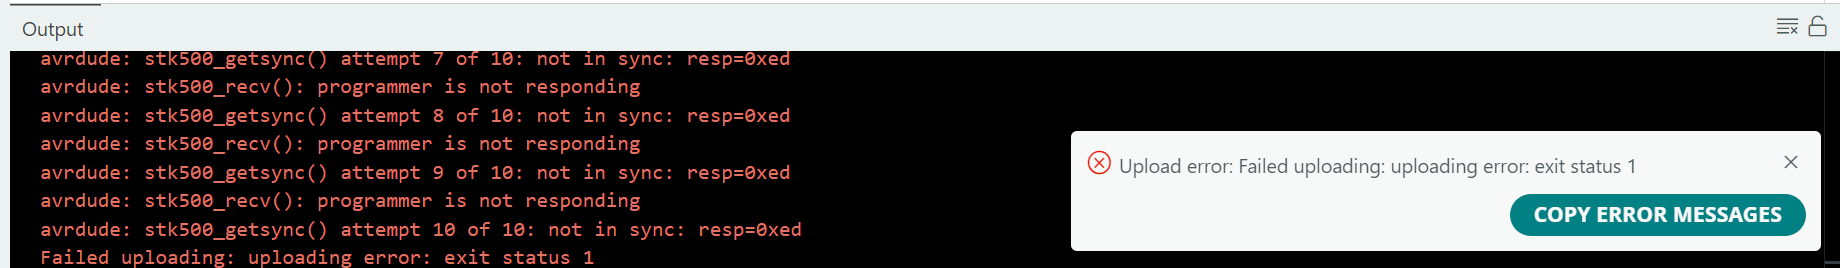 Output
avrdude: stk500_getsync() attempt 7 of 10: not in sync: resp=0xed
avrdude: stk500_recv(): programmer is not responding
avrdude: stk500_getsync() attempt 8 of 10: not in sync: resp=0xed
avrdude: stk500_recv(): programmer is not responding
avrdude: stk500_getsync() attempt 9 of 10: not in sync: resp=0xed
avrdude: stk500_recv(): programmer is not responding
avrdude: stk500_getsync() attempt 10 of 10: not in sync: resp=0xed
Failed uploading: uploading error: exit status 1
Upload error: Failed uploading: uploading error: exit status 1
COPY ERROR MESSAGES